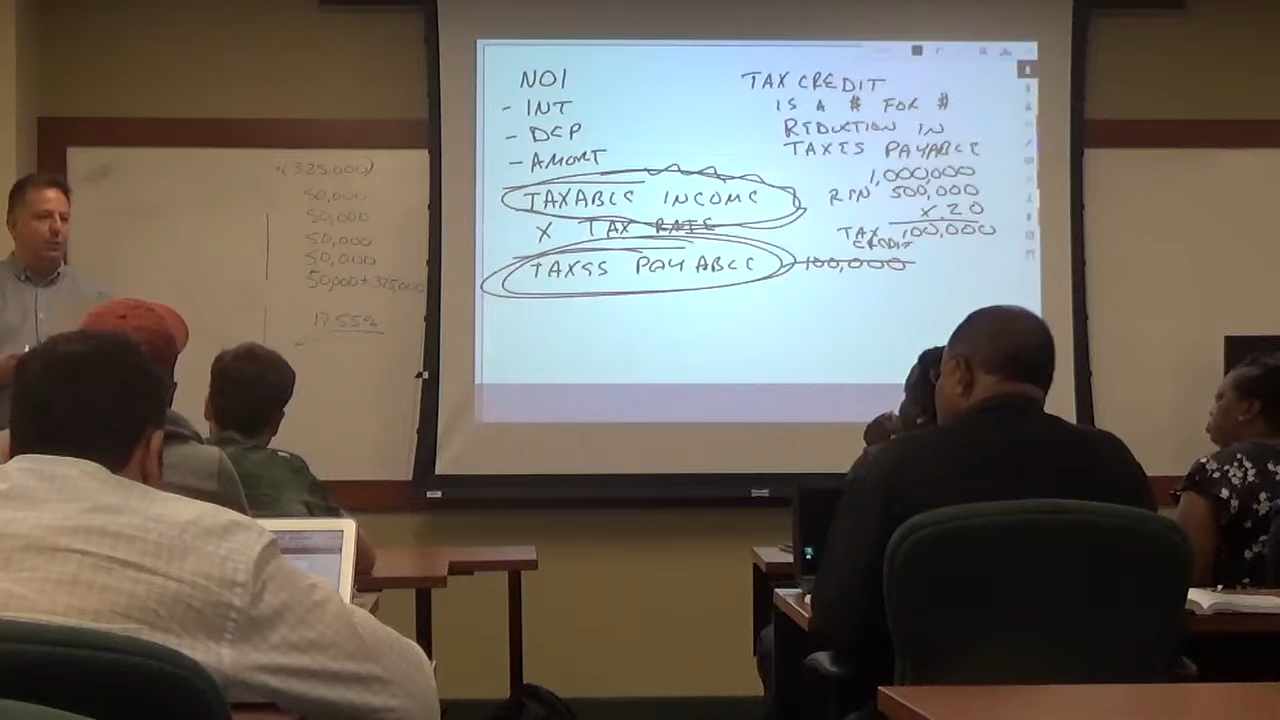 (325,000)
50,000
50,000
50,000
50,000
50,000 + 325,000
17.55%
NOI
- INT
- DEP
- AMORT
TAXABLE INCOME
X TAX RATE
TAXES PAYABLE
TAX CREDIT
IS A $ FOR $
REDUCTION IN
TAXES PAYABLE
1,000,000
500,000
X .20
TAX 100,000
CREDIT
100,000